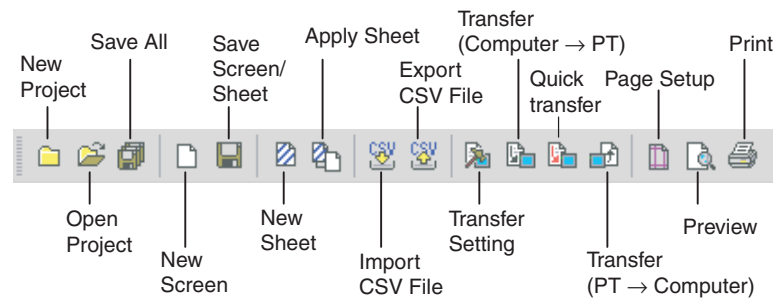 New
Project
Save All
Save
Screen/
Sheet
Apply Sheet
Export
CSV File
Transfer
(Computer → PT)
Quick
transfer
Page Setup
Print
CSV
CSV
Open
Project
New
Screen
New
Sheet
Import
CSV File
Transfer
Setting
Transfer
(PT → Computer)
Preview